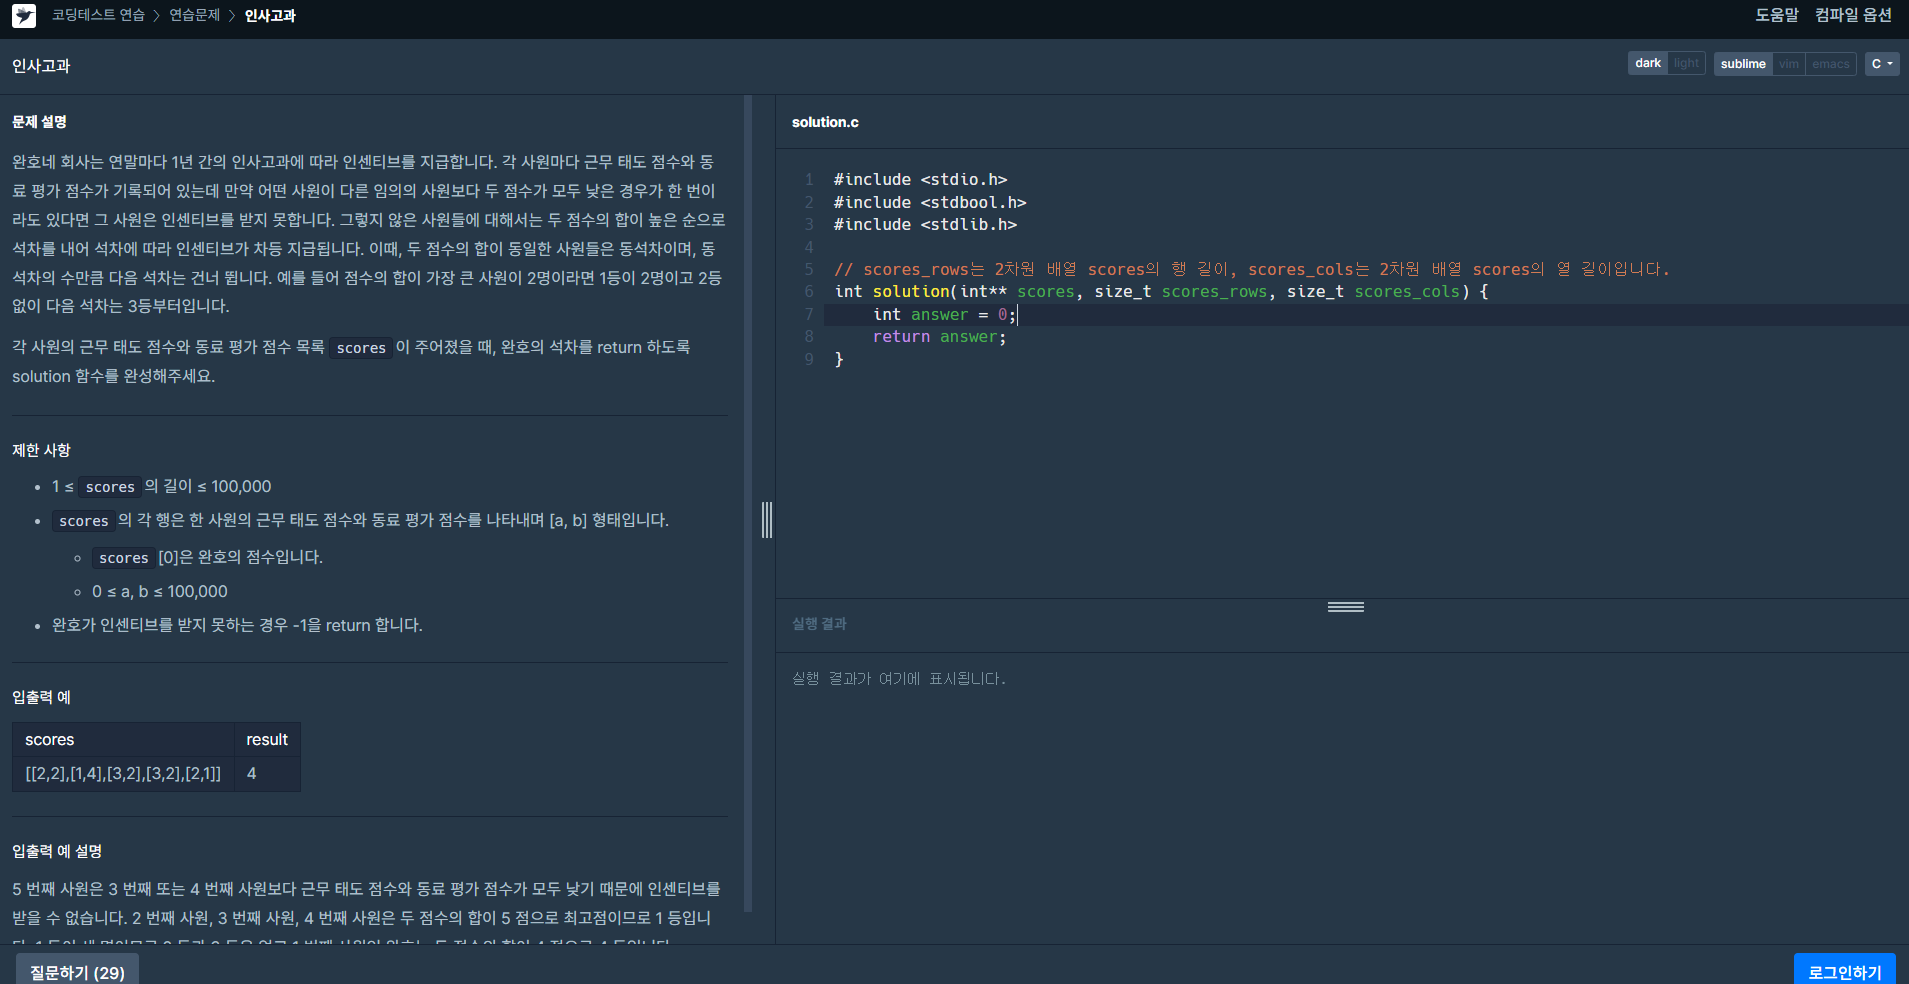 코딩테스트 연습 > 연습문제 > 인사고과
도움말 컴파일 옵션
인사고과
dark light sublime vim emacs C
문제 설명
완호네 회사는 연말마다 1년 간의 인사고과에 따라 인센티브를 지급합니다. 각 사원마다 근무 태도 점수와 동
료 평가 점수가 기록되어 있는데 만약 어떤 사원이 다른 임의의 사원보다 두 점수가 모두 낮은 경우가 한 번이
라도 있다면 그 사원은 인센티브를 받지 못합니다. 그렇지 않은 사원들에 대해서는 두 점수의 합이 높은 순으로
석차를 내어 석차에 따라 인센티브가 차등 지급됩니다. 이때, 두 점수의 합이 동일한 사원들은 동석차이며, 동
석차의 수만큼 다음 석차는 건너 뜁니다. 예를 들어 점수의 합이 가장 큰 사원이 2명이라면 1등이 2명이고 2등
없이 다음 석차는 3등부터입니다.
각 사원의 근무 태도 점수와 동료 평가 점수 목록 scores이 주어졌을 때, 완호의 석차를 return 하도록
solution 함수를 완성해주세요.
제한 사항
• 1 ≤ scores의 길이 ≤ 100,000
• scores의 각 행은 한 사원의 근무 태도 점수와 동료 평가 점수를 나타내며 [a, b] 형태입니다.
◦ scores[0]은 완호의 점수입니다.
◦ 0 ≤ a, b ≤ 100,000
• 완호가 인센티브를 받지 못하는 경우 -1을 return 합니다.
입출력 예
scores result
[[2,2],[1,4],[3,2],[3,2],[2,1]] 4
입출력 예 설명
5 번째 사원은 3 번째 또는 4 번째 사원보다 근무 태도 점수와 동료 평가 점수가 모두 낮기 때문에 인센티브를
받을 수 없습니다. 2 번째 사원, 3 번째 사원, 4 번째 사원은 두 점수의 합이 5 점으로 최고점이므로 1 등입니
질문하기 (29)
solution.c
1 #include <stdio.h>
2 #include <stdbool.h>
3 #include <stdlib.h>
4
5 // scores_rows는 2차원 배열 scores의 행 길이, scores_cols는 2차원 배열 scores의 열 길이입니다.
6 int solution(int** scores, size_t scores_rows, size_t scores_cols) {
7 int answer = 0;
8 return answer;
9 }
실행 결과
실행 결과가 여기에 표시됩니다.
로그인하기